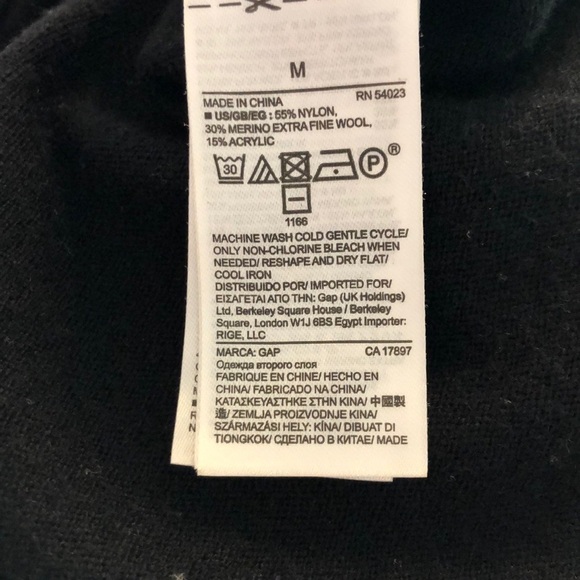 M
MADE IN CHINA RN 54023
■ US/GB/EG : 55% NYLON,
30% MERINO EXTRA FINE WOOL,
15% ACRYLIC
30 P ®
1166
MACHINE WASH COLD GENTLE CYCLE/
ONLY NON-CHLORINE BLEACH WHEN
NEEDED/ RESHAPE AND DRY FLAT/
COOL IRON
DISTRIBUIDO POR/ IMPORTED FOR/
ΕΙΣΑΓΕΤΑΙ ΑΠΟ ΤΗΝ: Gap (UK Holdings)
Ltd, Berkeley Square House / Berkeley
Square, London W1J 6BS Egypt Importer:
RIGE, LLC
MARCA: GAP CA 17897
Одежда второго слоя
FABRIQUE EN CHINE/ HECHO EN
CHINA/ FABRICADO NA CHINA/
ΚΑΤΑΣΚΕΥΑΣΤΗΚΕ ΣΤΗΝ ΚΙΝΑ/ 中國製
造/ ZEMLJA PROIZVODNJE KINA/
SZÁRMAZÁSI HELY: KÍNA/ DIBUAT DI
TIONGKOK/ СДЕЛАНО В КИТАЕ/ MADE